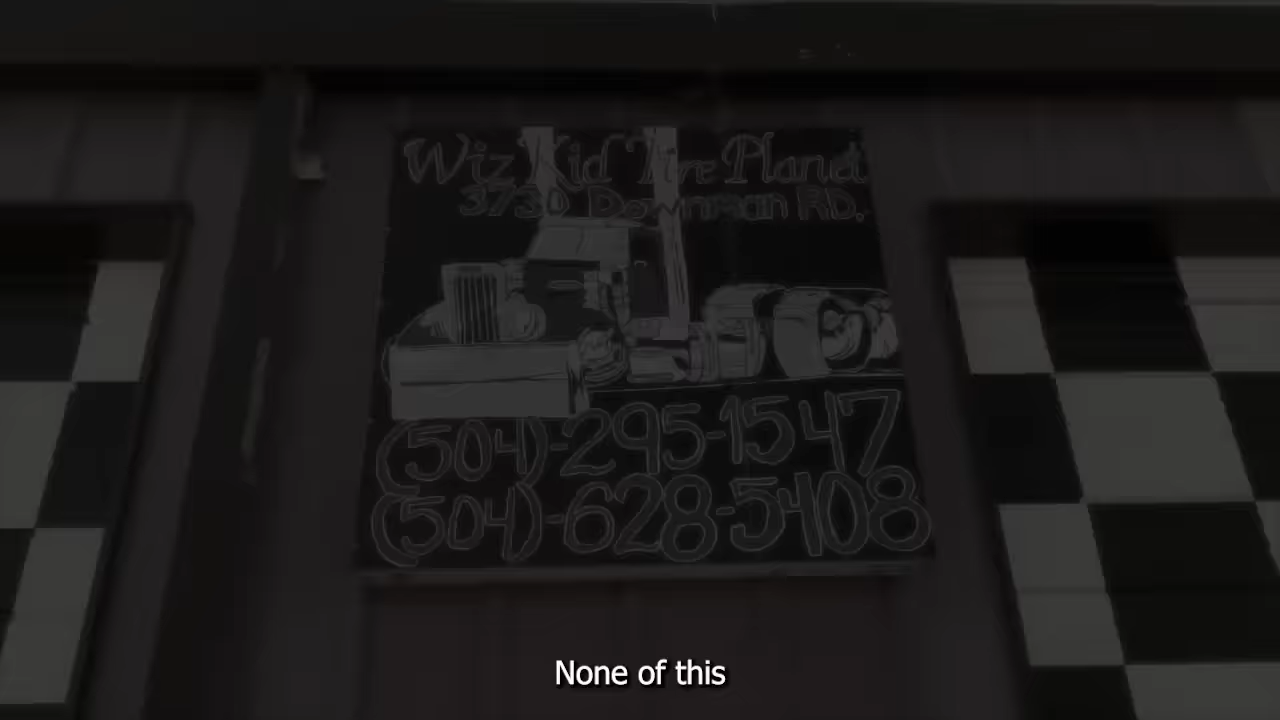 Wiz Kid Tire Planet
3730 Downman RD.
(504)-295-1547
(504)-628-5408
None of this